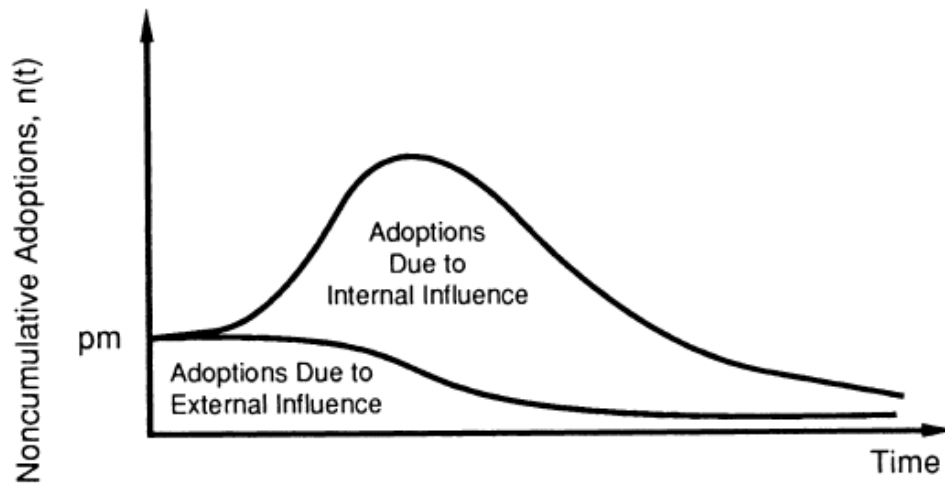 Noncumulative Adoptions, n(t)
Adoptions
Due to
Internal Influence
pm
Adoptions Due to
External Influence
Time